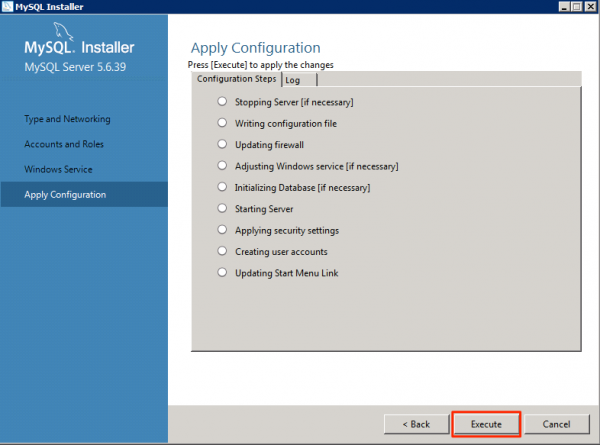 MySQL Installer
MySQL. Installer
MySQL Server 5.6.39
Type and Networking
Accounts and Roles
Windows Service
Apply Configuration
Apply Configuration
Press [Execute] to apply the changes
Configuration Steps Log
Stopping Server [if necessary]
Writing configuration file
Updating firewall
Adjusting Windows service [if necessary]
Initializing Database [if necessary]
Starting Server
Applying security settings
Creating user accounts
Updating Start Menu Link
< Back Execute Cancel